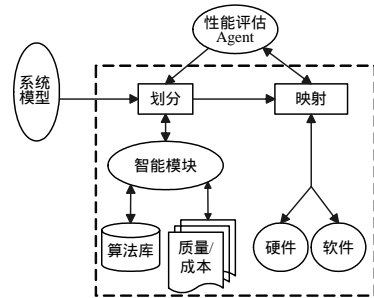 性能评估
Agent
系统
模型
划分
映射
智能模块
算法库
质量/
成本
硬件
软件